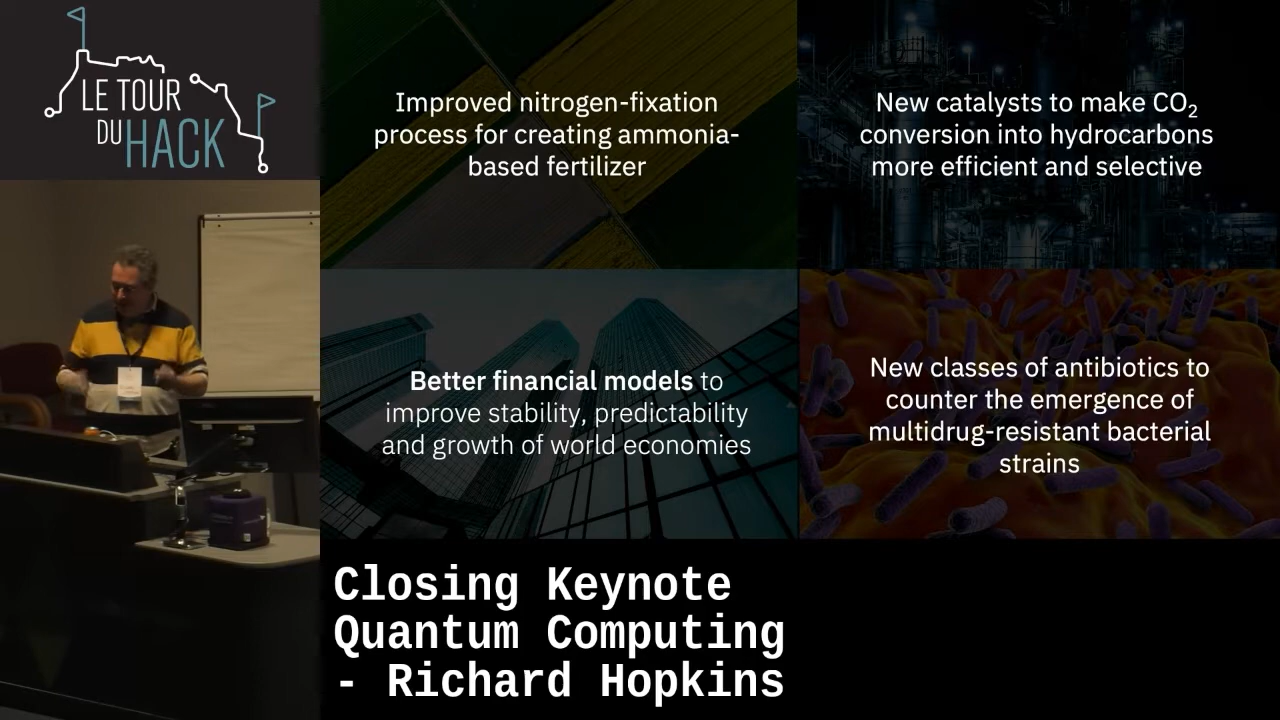 LE TOUR
DU HACK
Improved nitrogen-fixation
process for creating ammonia-
based fertilizer
New catalysts to make CO₂
conversion into hydrocarbons
more efficient and selective
Better financial models to
improve stability, predictability
and growth of world economies
New classes of antibiotics to
counter the emergence of
multidrug-resistant bacterial
strains
Closing Keynote
Quantum Computing
- Richard Hopkins